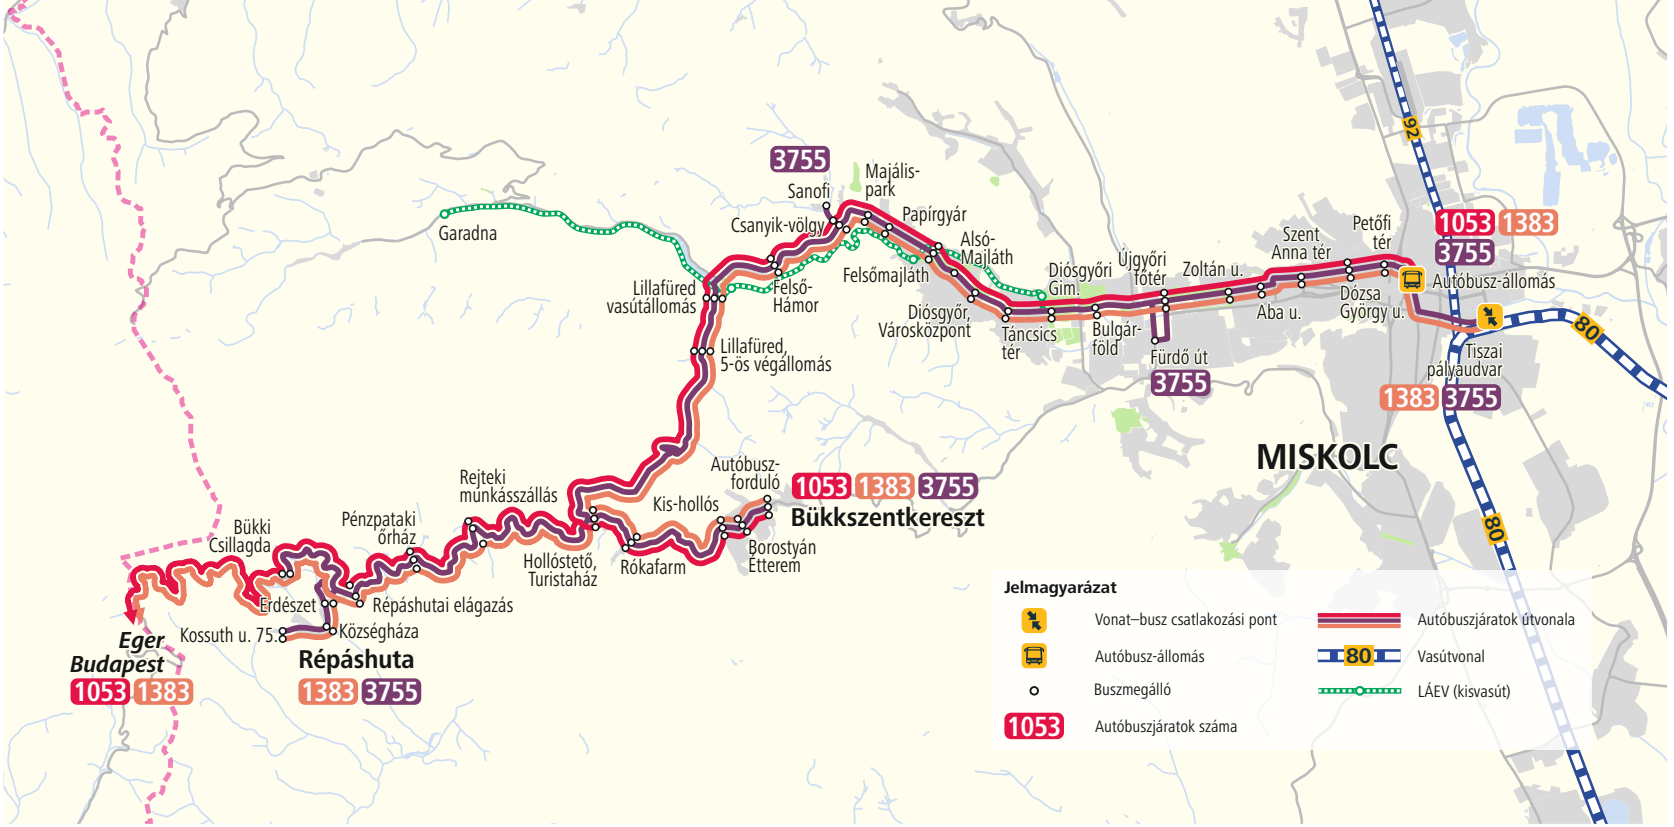 92
3755
Sanofi
Majális-
park
Csanyik-völgy
Papírgyár
Garadna
Alsó-
Majláth
Felsőmajláth
Lillafüred
vasútállomás
Felső-
Hámor
Diósgyőr,
Városközpont
Táncsics
tér
Diósgyőri
Gim.
Bulgár-
föld
Újgyőri
főtér
Fürdő út
3755
Zoltán u.
Aba u.
Szent
Anna tér
Dózsa
György u.
Petőfi
tér
1053 1383
3755
Autóbusz-állomás
80
Tiszai
pályaudvar
1383 3755
Lillafüred,
5-ös végállomás
MISKOLC
Autóbusz-
forduló
1053 1383 3755
Bükkszentkereszt
Kis-hollós
Borostyán
Étterem
Rókafarm
Rejteki
munkásszállás
Hollóstető,
Turistaház
Pénzpataki
őrház
Bükki
Csillagda
Erdészet
Répáshutai elágazás
Kossuth u. 75.
Községháza
Répáshuta
1383 3755
Eger
Budapest
1053 1383
80
Jelmagyarázat
Vonat–busz csatlakozási pont
Autóbuszjáratok útvonala
Autóbusz-állomás
80
Vasútvonal
Buszmegálló
LÁEV (kisvasút)
1053
Autóbuszjáratok száma